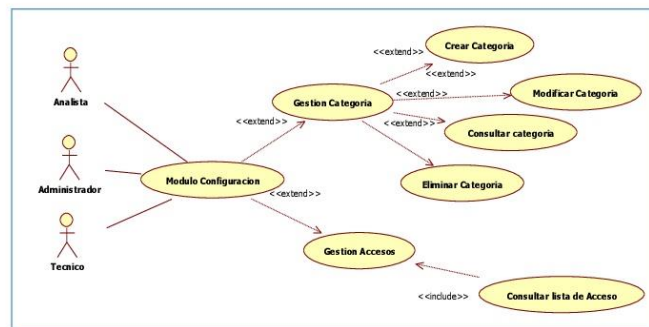 Crear Categoria
<<extend>>
<<extend>>
Analista
Gestion Categoria
<<extend>>
Modificar Categoria
<<extend>>
<<extend>>
Consultar categoria
Administrador
Modulo Configuracion
<<extend>>
Eliminar Categoria
Tecnico
Gestion Accesos
<<include>>
Consultar lista de Acceso